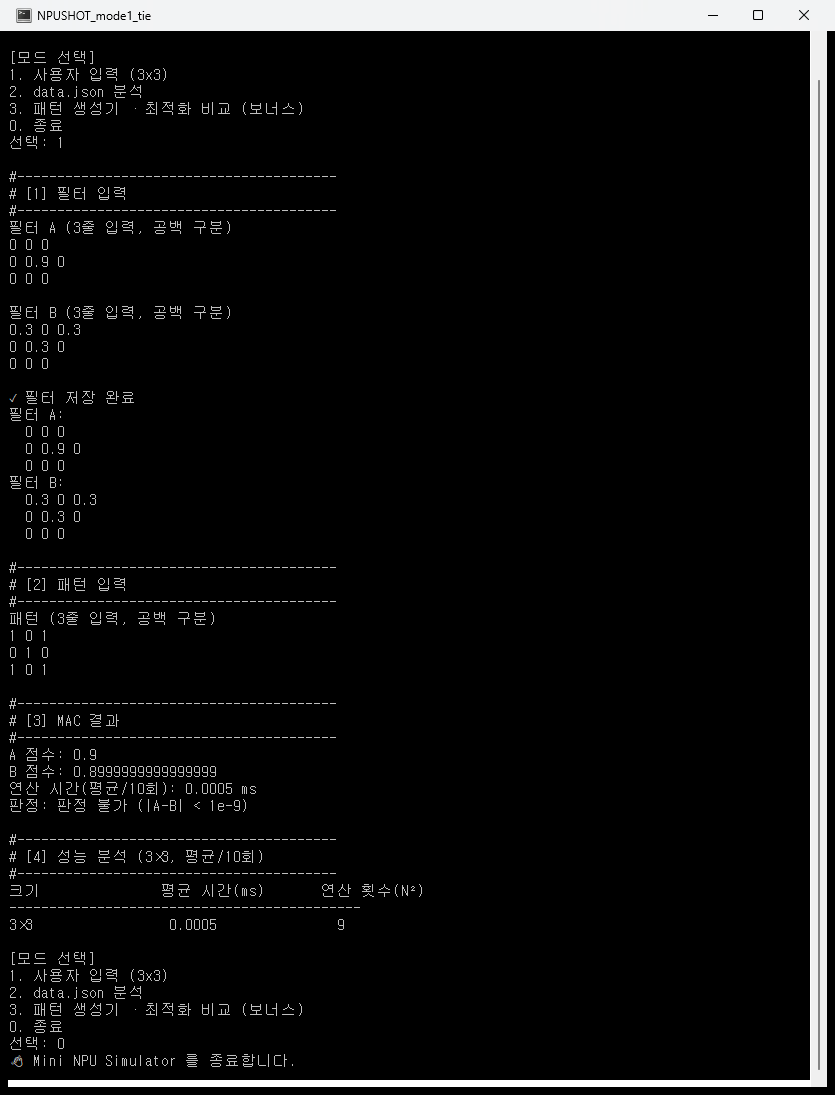 NPUSHOT_mode1_tie
[모드 선택]
1. 사용자 입력 (3x3)
2. data.json 분석
3. 패턴 생성기 · 최적화 비교 (보너스)
0. 종료
선택: 1
#----------------------------------------
# [1] 필터 입력
#----------------------------------------
필터 A (3줄 입력, 공백 구분)
0 0 0
0 0.9 0
0 0 0
필터 B (3줄 입력, 공백 구분)
0.3 0 0.3
0 0.3 0
0 0 0
✓ 필터 저장 완료
필터 A:
0 0 0
0 0.9 0
0 0 0
필터 B:
0.3 0 0.3
0 0.3 0
0 0 0
#----------------------------------------
# [2] 패턴 입력
#----------------------------------------
패턴 (3줄 입력, 공백 구분)
1 0 1
0 1 0
1 0 1
#----------------------------------------
# [3] MAC 결과
#----------------------------------------
A 점수: 0.9
B 점수: 0.8999999999999999
연산 시간(평균/10회): 0.0005 ms
판정: 판정 불가 (|A-B| < 1e-9)
#----------------------------------------
# [4] 성능 분석 (3×3, 평균/10회)
#----------------------------------------
크기 평균 시간(ms) 연산 횟수(N²)
--------------------------------------------
3×3 0.0005 9
[모드 선택]
1. 사용자 입력 (3x3)
2. data.json 분석
3. 패턴 생성기 · 최적화 비교 (보너스)
0. 종료
선택: 0
Mini NPU Simulator 를 종료합니다.